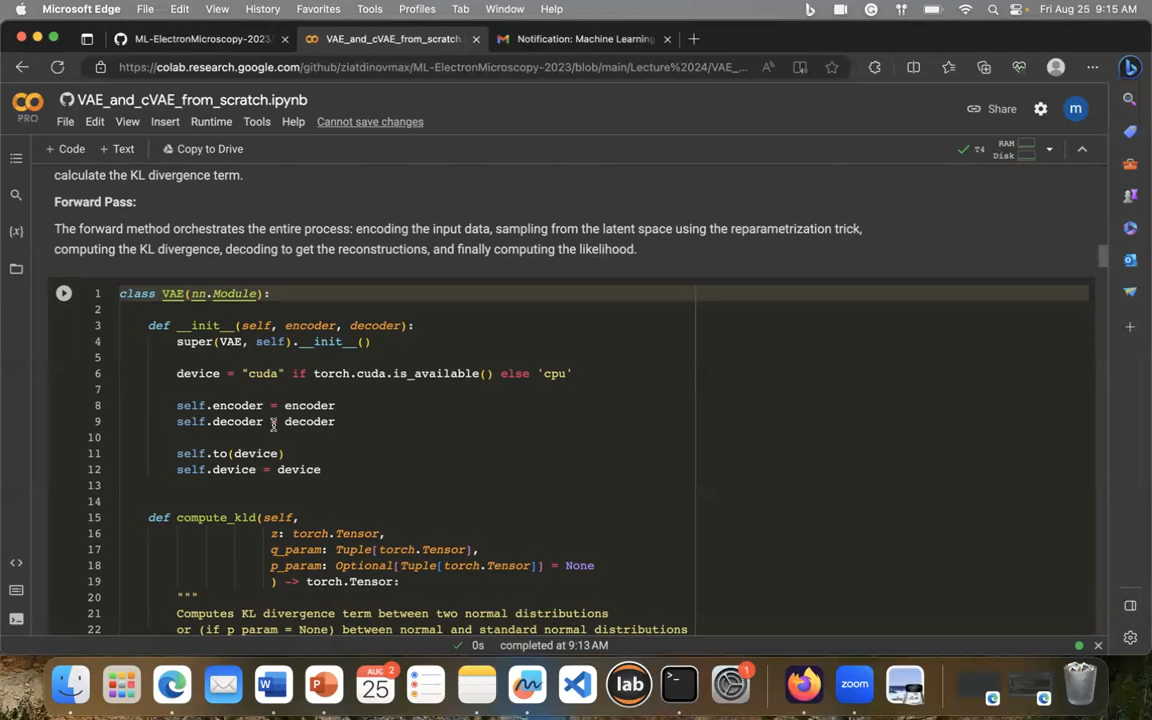 Microsoft Edge File Edit View History Favorites Tools Profiles Tab Window Help Fri Aug 25 9:15 AM
ML-ElectronMicroscopy-2023 VAE_and_cVAE_from_scratch. Notification: Machine Learning
https://colab.research.google.com/github/ziatdinovmax/ML-ElectronMicroscopy-2023/blob/main/Lecture%2024/VAE_...
VAE_and_cVAE_from_scratch.ipynb
PRO
Share
m
File Edit View Insert Runtime Tools Help Cannot save changes
+ Code + Text Copy to Drive
T4 RAM
Disk
calculate the KL divergence term.
Forward Pass:
The forward method orchestrates the entire process: encoding the input data, sampling from the latent space using the reparametrization trick,
computing the KL divergence, decoding to get the reconstructions, and finally computing the likelihood.
1 class VAE(nn.Module):
2
3 def __init__(self, encoder, decoder):
4 super(VAE, self).__init__()
5
6 device = "cuda" if torch.cuda.is_available() else 'cpu'
7
8 self.encoder = encoder
9 self.decoder = decoder
10
11 self.to(device)
12 self.device = device
13
14
15 def compute_kld(self,
16 z: torch.Tensor,
17 q_param: Tuple[torch.Tensor],
18 p_param: Optional[Tuple[torch.Tensor]] = None
19 ) -> torch.Tensor:
20 """
21 Computes KL divergence term between two normal distributions
22 or (if p_param = None) between normal and standard normal distributions
0s completed at 9:13 AM
AUG 2
25
lab
zoom
1